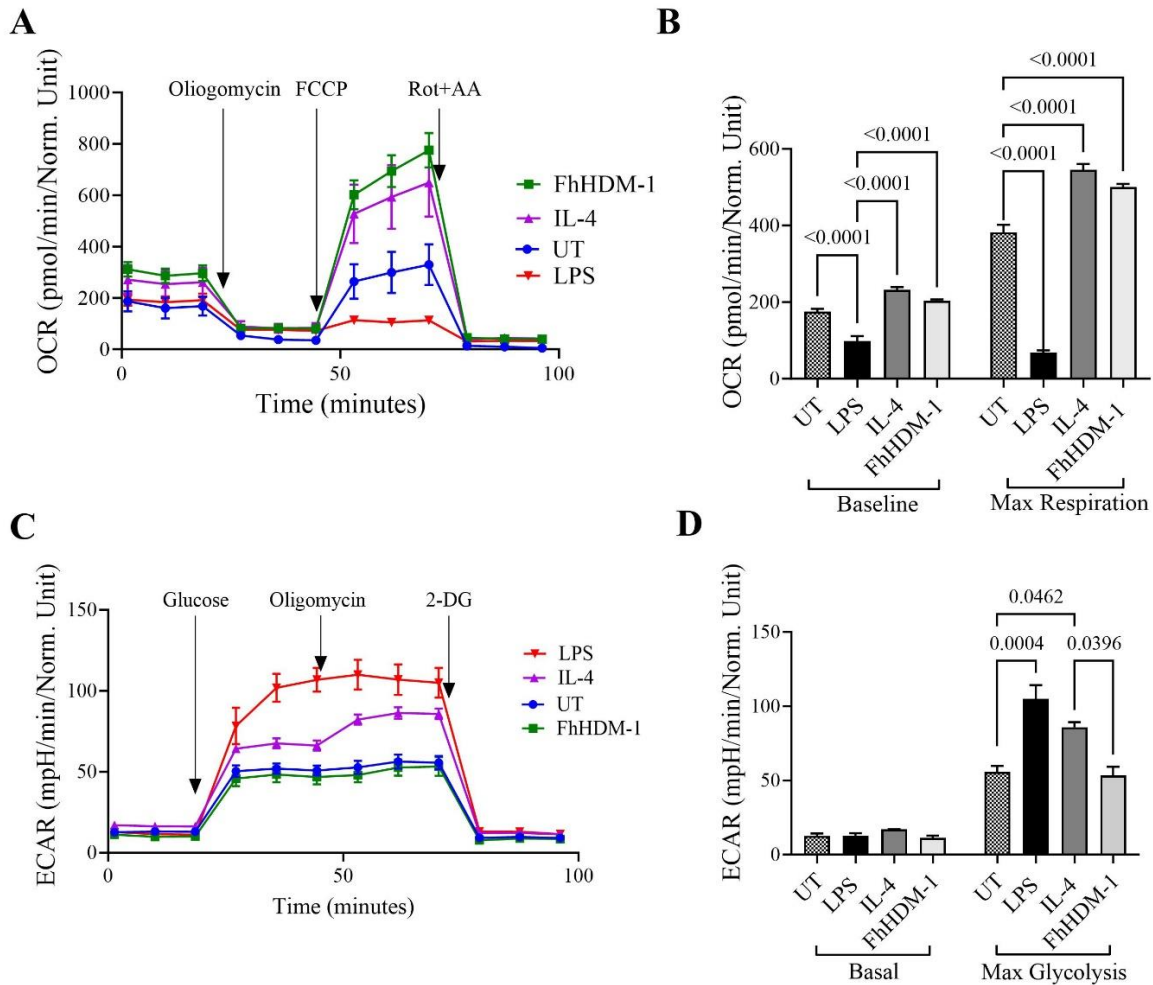 A
OCR (pmol/min/Norm. Unit)
1000
800
600
400
200
0
Oliogomycin
FCCP
Rot+AA
FhHDM-1
IL-4
UT
LPS
0
50
100
Time (minutes)
B
OCR (pmol/min/Norm. Unit)
600
400
200
0
<0.0001
<0.0001
<0.0001
<0.0001
<0.0001
<0.0001
UT
LPS
IL-4
FhHDM-1
UT
LPS
IL-4
FhHDM-1
Baseline
Max Respiration
C
ECAR (mpH/min/Norm. Unit)
150
100
50
0
Glucose
Oligomycin
2-DG
LPS
IL-4
UT
FhHDM-1
0
50
100
Time (minutes)
D
ECAR (mpH/min/Norm. Unit)
150
100
50
0
0.0462
0.0004
0.0396
UT
LPS
IL-4
FhHDM-1
UT
LPS
IL-4
FhHDM-1
Basal
Max Glycolysis